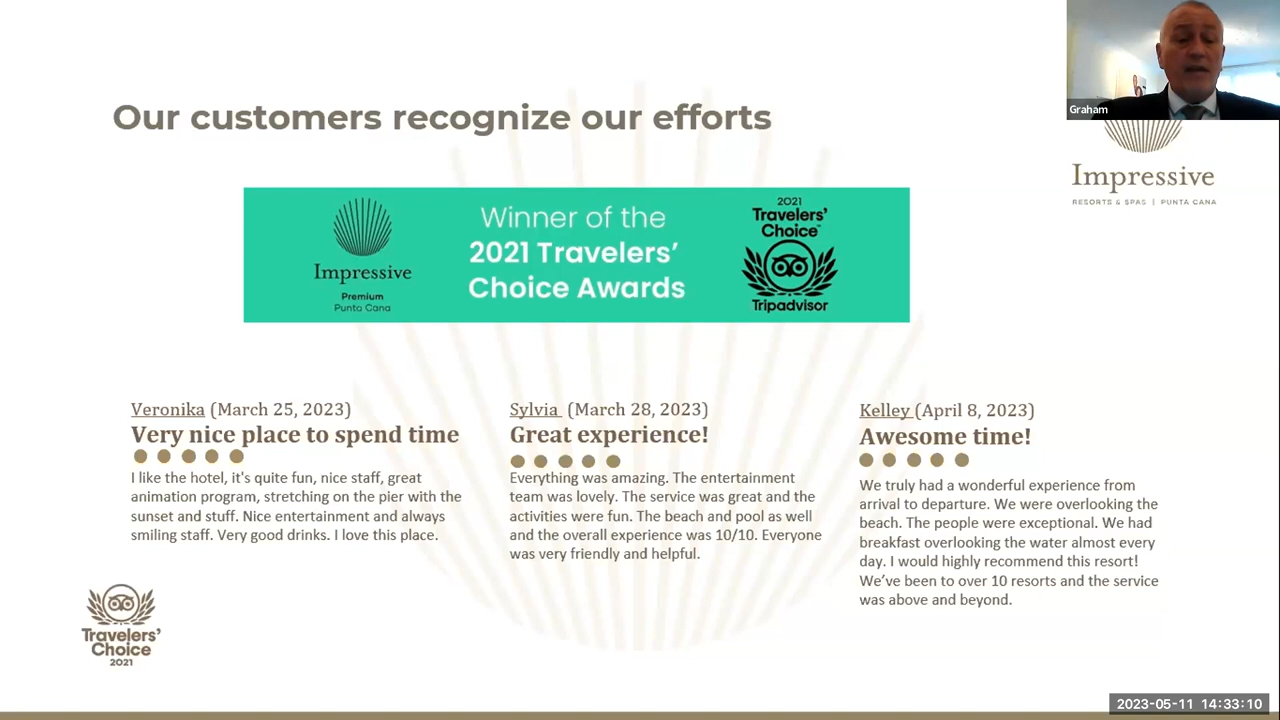 Our customers recognize our efforts
Graham
Impressive
RESORTS & SPAS | PUNTA CANA
Impressive
Premium
Punta Cana
Winner of the
2021 Travelers’
Choice Awards
2021
Travelers’
Choice™
Tripadvisor
Veronika (March 25, 2023)
Very nice place to spend time
I like the hotel, it's quite fun, nice staff, great
animation program, stretching on the pier with the
sunset and stuff. Nice entertainment and always
smiling staff. Very good drinks. I love this place.
Sylvia (March 28, 2023)
Great experience!
Everything was amazing. The entertainment
team was lovely. The service was great and the
activities were fun. The beach and pool as well
and the overall experience was 10/10. Everyone
was very friendly and helpful.
Kelley (April 8, 2023)
Awesome time!
We truly had a wonderful experience from
arrival to departure. We were overlooking the
beach. The people were exceptional. We had
breakfast overlooking the water almost every
day. I would highly recommend this resort!
We’ve been to over 10 resorts and the service
was above and beyond.
Travelers’
Choice
2021
2023-05-11 14:33:10